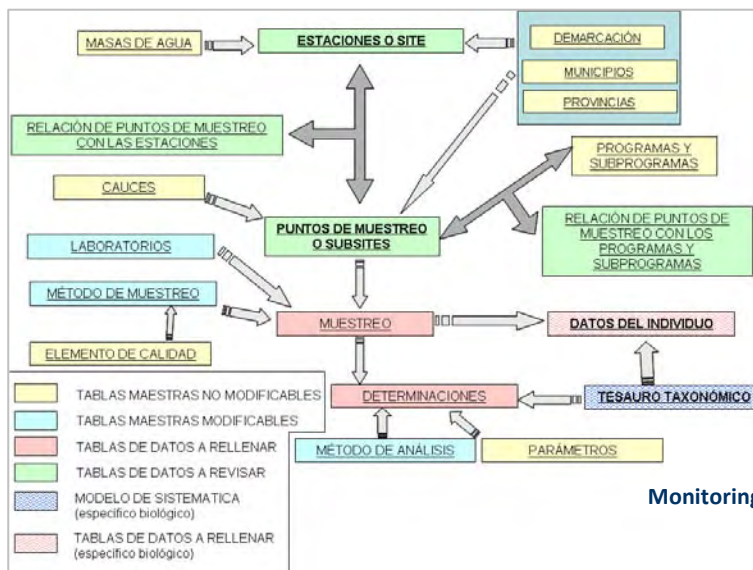 MASAS DE AGUA
ESTACIONES O SITE
DEMARCACIÓN
MUNICIPIOS
PROVINCIAS
RELACIÓN DE PUNTOS DE MUESTREO
CON LAS ESTACIONES
PROGRAMAS Y
SUBPROGRAMAS
CAUCES
PUNTOS DE MUESTREO
O SUBSITES
RELACIÓN DE PUNTOS DE
MUESTREO CON LOS
PROGRAMAS Y
SUBPROGRAMAS
LABORATORIOS
MÉTODO DE MUESTREO
MUESTREO
DATOS DEL INDIVIDUO
ELEMENTO DE CALIDAD
DETERMINACIONES
TESAURO TAXONÓMICO
MÉTODO DE ANÁLISIS
PARÁMETROS
TABLAS MAESTRAS NO MODIFICABLES
TABLAS MAESTRAS MODIFICABLES
TABLAS DE DATOS A RELLENAR
TABLAS DE DATOS A REVISAR
MODELO DE SISTEMATICA
(específico biológico)
TABLAS DE DATOS A RELLENAR
(específico biológico)
Monitoring